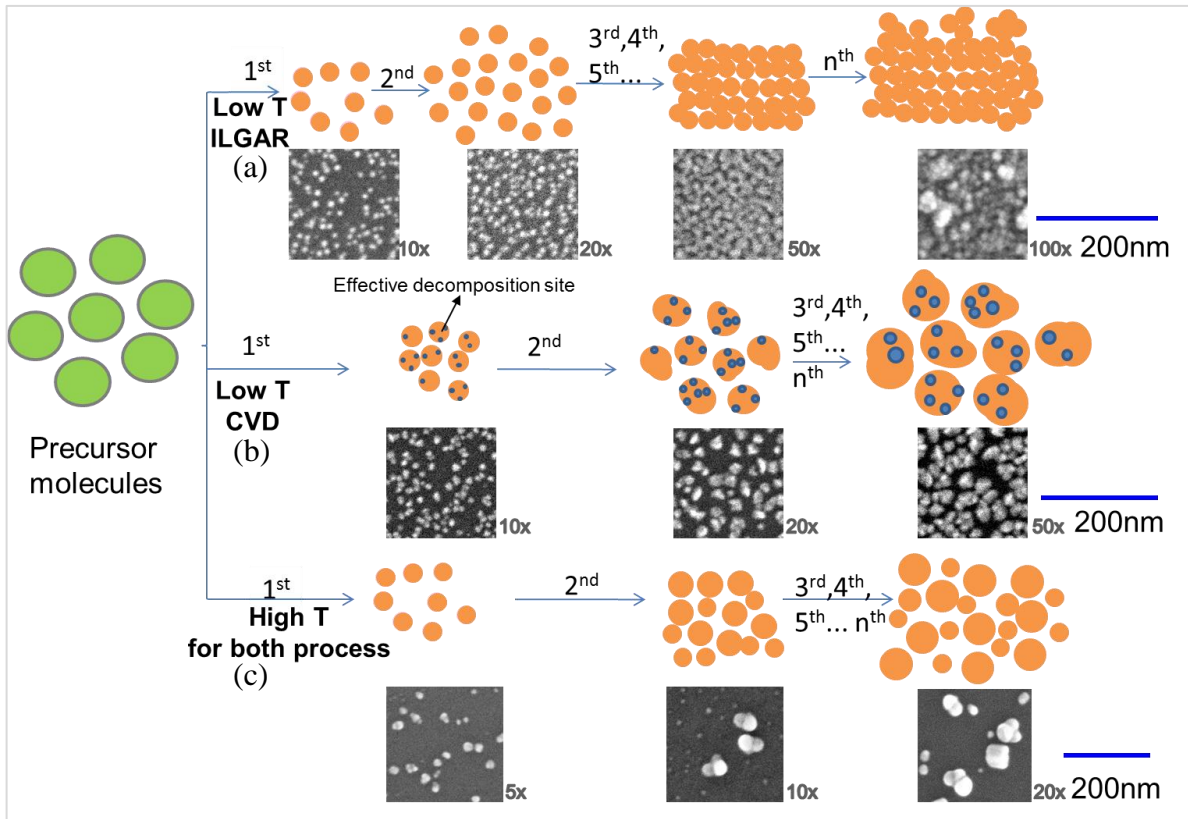 1st
Low T
ILGAR
(a)
2nd
3rd,4th,
5th...
nth
10x
20x
50x
100x
200nm
Precursor
molecules
Effective decomposition site
1st
Low T
CVD
(b)
2nd
3rd,4th,
5th...
nth
10x
20x
50x
200nm
1st
High T
for both process
(c)
2nd
3rd,4th,
5th... nth
5x
10x
20x
200nm